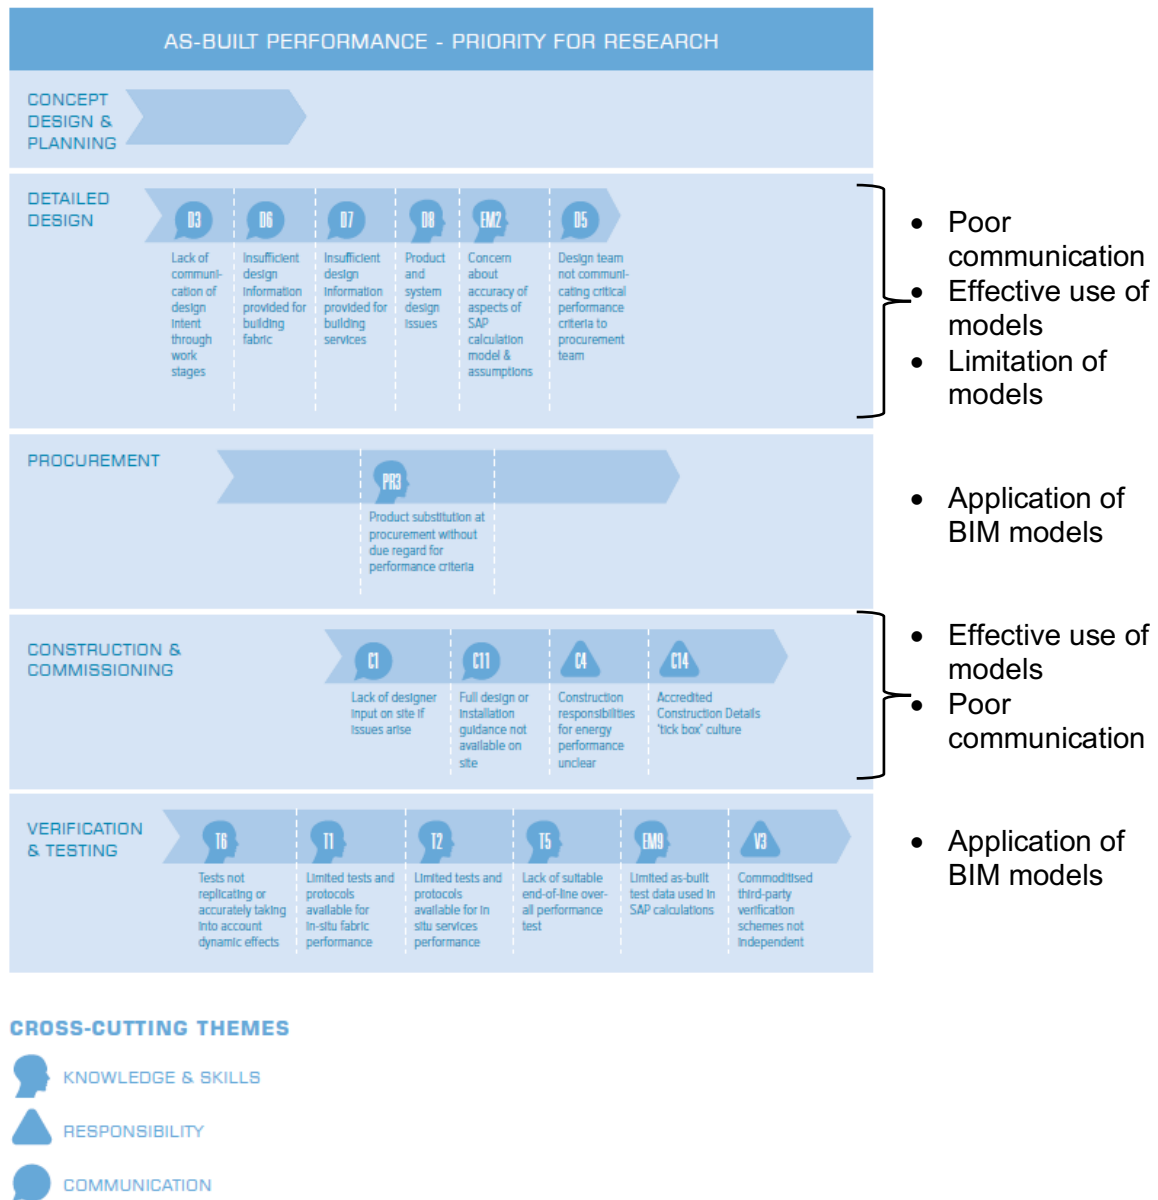 AS-BUILT PERFORMANCE - PRIORITY FOR RESEARCH
CONCEPT
DESIGN &
PLANNING
DETAILED
DESIGN
D3
Lack of
communi-
cation of
design
intent
through
work
stages
D6
Insufficient
design
information
provided for
building
fabric
D7
Insufficient
design
information
provided for
building
services
D8
Product
and
system
design
issues
EM2
Concern
about
accuracy of
aspects of
SAP
calculation
model &
assumptions
D5
Design team
not communi-
cating critical
performance
criteria to
procurement
team
• Poor
communication
• Effective use of
models
• Limitation of
models
PROCUREMENT
PR3
Product substitution at
procurement without
due regard for
performance criteria
• Application of
BIM models
CONSTRUCTION &
COMMISSIONING
C1
Lack of designer
input on site if
issues arise
C11
Full design or
installation
guidance not
available on
site
C4
Construction
responsibilities
for energy
performance
unclear
C14
Accredited
Construction Details
'tick box' culture
• Effective use of
models
• Poor
communication
VERIFICATION
& TESTING
T6
Tests not
replicating or
accurately taking
into account
dynamic effects
T1
Limited tests and
protocols
available for
in-situ fabric
performance
T2
Limited tests and
protocols
available for in
situ services
performance
T5
Lack of suitable
end-of-line over-
all performance
test
EM9
Limited as-built
test data used in
SAP calculations
V3
Commoditised
third-party
verification
schemes not
independent
• Application of
BIM models
CROSS-CUTTING THEMES
KNOWLEDGE & SKILLS
RESPONSIBILITY
COMMUNICATION